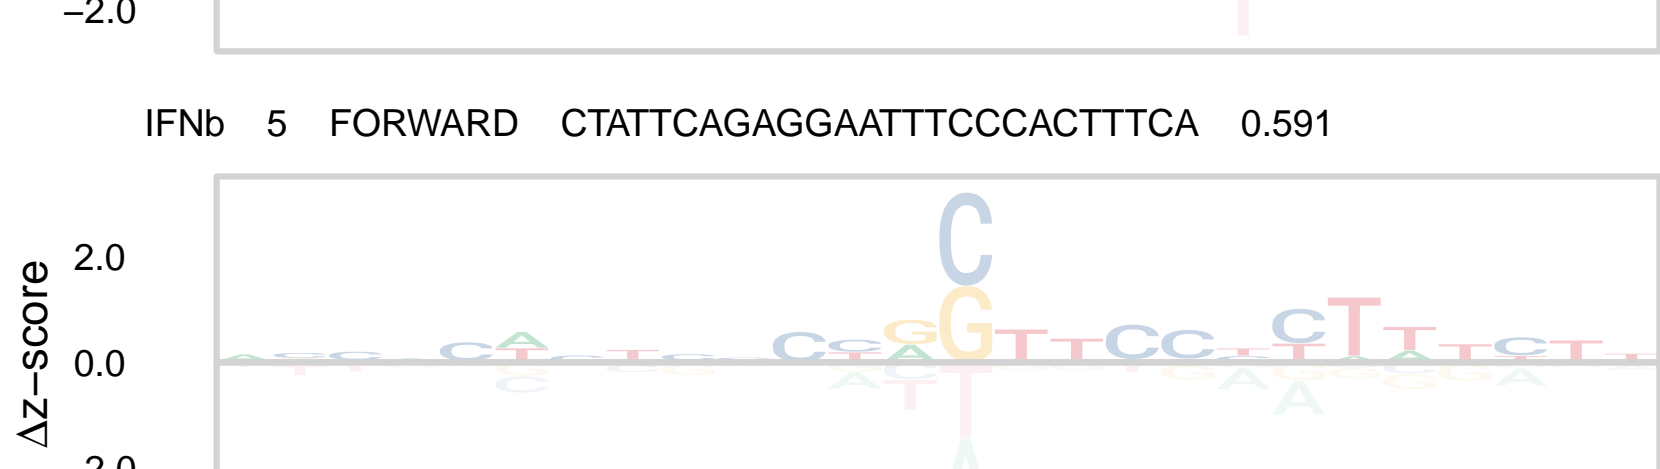 –2.0
IFNb 5 FORWARD CTATTCAGAGGAATTTCCCACTTTCA 0.591
Δz–score
2.0
0.0